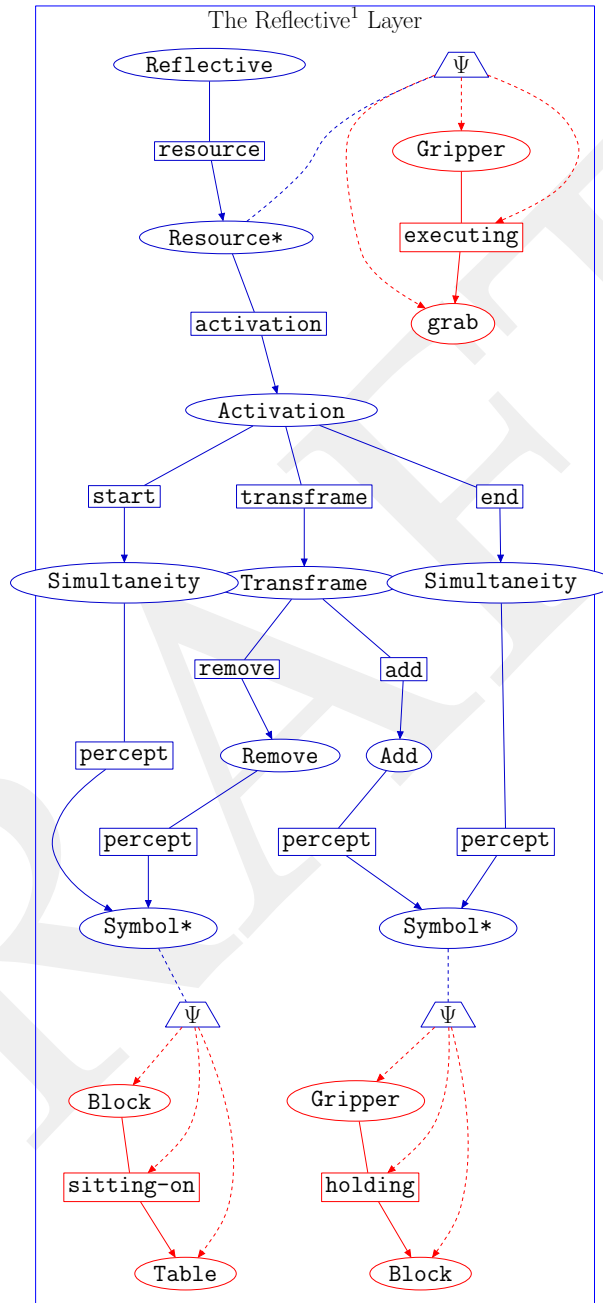 The Reflective¹ Layer
Reflective
Ψ
resource
Gripper
Resource*
executing
activation
grab
Activation
start
transframe
end
Simultaneity
Transframe
Simultaneity
remove
add
percept
Remove
Add
percept
percept
percept
Symbol*
Symbol*
Ψ
Ψ
Block
Gripper
sitting-on
holding
Table
Block